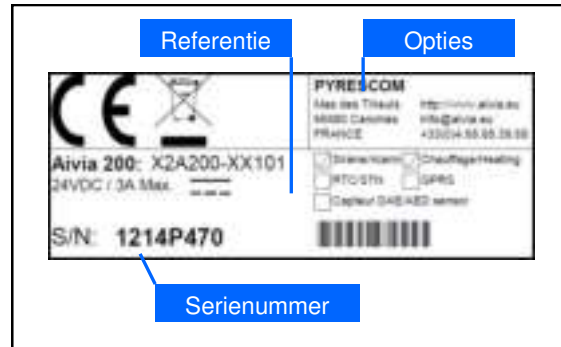 Referentie
Opties
CE
PYRESCOM
Mas des Tilleuls http://www.aivia.eu
66680 Canohes info@aivia.eu
FRANCE
Aivia 200: X2A200-XX101
24VDC / 3A Max.
Sirene/Alarm Chauffage/Heating
RTC/STN GPRS
Capteur DAE/AED sensor
S/N: 1214P470
Serienummer